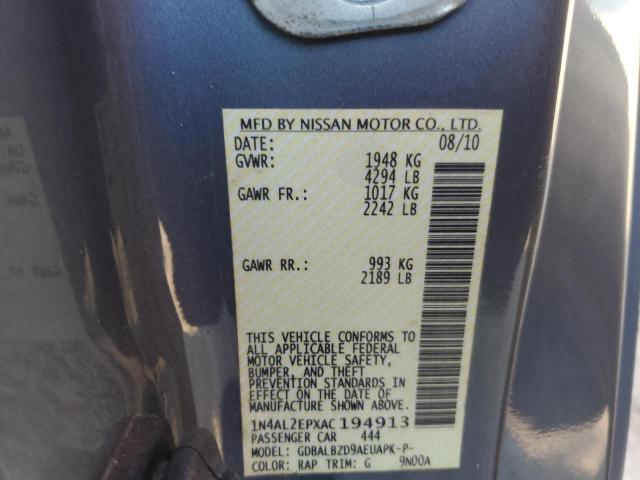 MFD BY NISSAN MOTOR CO., LTD.
DATE: 08/10
GVWR: 1948 KG
4294 LB
GAWR FR.: 1017 KG
2242 LB
GAWR RR.: 993 KG
2189 LB
THIS VEHICLE CONFORMS TO
ALL APPLICABLE FEDERAL
MOTOR VEHICLE SAFETY,
BUMPER, AND THEFT
PREVENTION STANDARDS IN
EFFECT ON THE DATE OF
MANUFACTURE SHOWN ABOVE.
1N4AL2EPXAC194913
PASSENGER CAR 444
MODEL: GDBALBZD9AEUAPK-P-
COLOR: RAP TRIM: G 9N00A